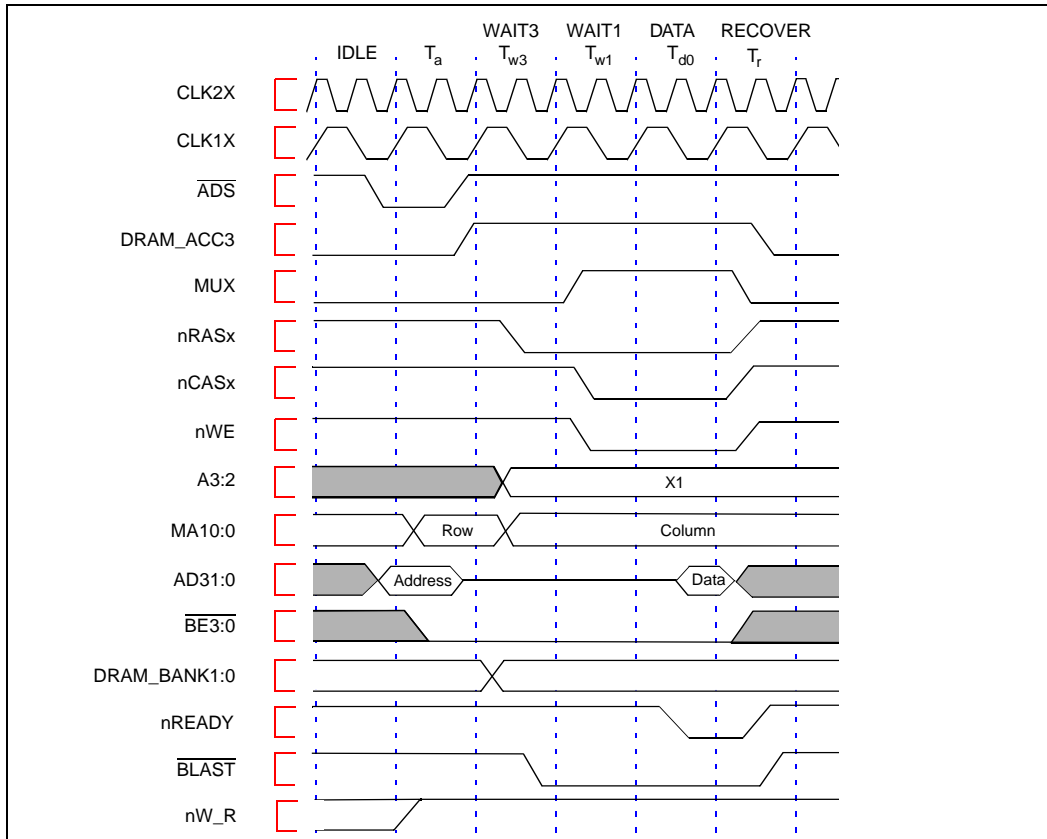 WAIT3 WAIT1 DATA RECOVER
IDLE Ta Tw3 Tw1 Td0 Tr
CLK2X
CLK1X
ADS
DRAM_ACC3
MUX
nRASx
nCASx
nWE
A3:2 X1
MA10:0 Row Column
AD31:0 Address Data
BE3:0
DRAM_BANK1:0
nREADY
BLAST
nW_R